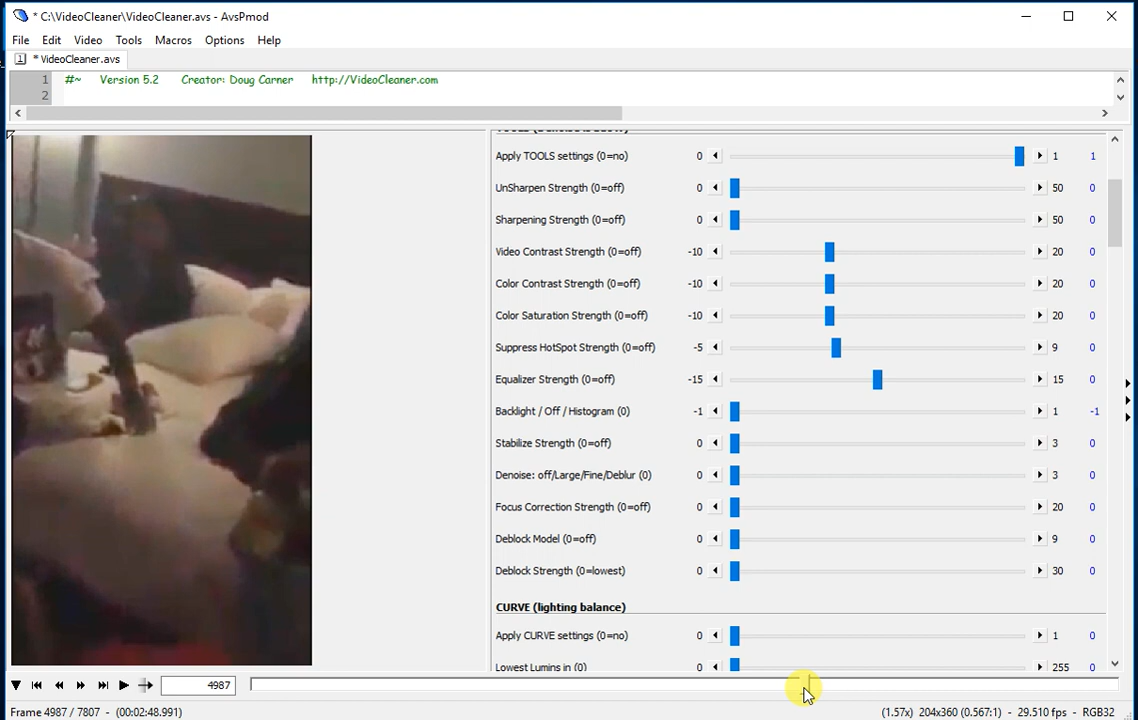 * C:\VideoCleaner\VideoCleaner.avs - AvsPmod
File Edit Video Tools Macros Options Help
1 * VideoCleaner.avs
1 #~ Version 5.2 Creator: Doug Carner http://VideoCleaner.com
2
Apply TOOLS settings (0=no) 0 1 1
UnSharpen Strength (0=off) 0 50 0
Sharpening Strength (0=off) 0 50 0
Video Contrast Strength (0=off) -10 20 0
Color Contrast Strength (0=off) -10 20 0
Color Saturation Strength (0=off) -10 20 0
Suppress HotSpot Strength (0=off) -5 9 0
Equalizer Strength (0=off) -15 15 0
Backlight / Off / Histogram (0) -1 1 -1
Stabilize Strength (0=off) 0 3 0
Denoise: off/Large/Fine/Deblur (0) 0 3 0
Focus Correction Strength (0=off) 0 20 0
Deblock Model (0=off) 0 9 0
Deblock Strength (0=lowest) 0 30 0
CURVE (lighting balance)
Apply CURVE settings (0=no) 0 1 0
Lowest Lumins in (0) 0 255 0
4987
Frame 4987 / 7807 - (00:02:48.991) (1.57x) 204x360 (0.567:1) - 29.510 fps - RGB32